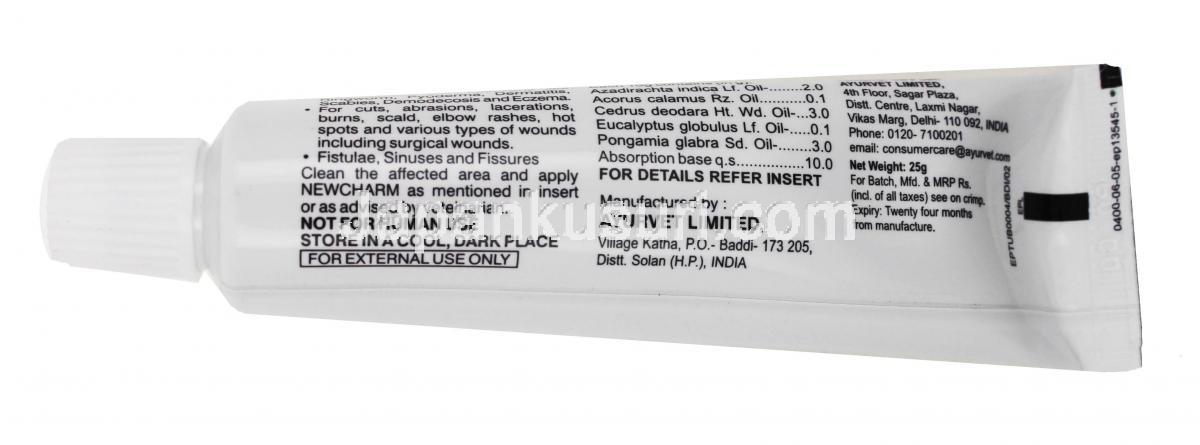 Ringworm, Pyoderma, Dermatitis,
Scabies, Demodecosis and Eczema.
• For cuts, abrasions, lacerations,
burns, scald, elbow rashes, hot
spots and various types of wounds
including surgical wounds.
• Fistulae, Sinuses and Fissures
Clean the affected area and apply
NEWCHARM as mentioned in insert
or as advised by veterinarian.
NOT FOR HUMAN USE
STORE IN A COOL, DARK PLACE
FOR EXTERNAL USE ONLY
Azadirachta indica Lf. Oil-.......2.0
Acorus calamus Rz. Oil...........0.1
Cedrus deodara Ht. Wd. Oil-...3.0
Eucalyptus globulus Lf. Oil-....0.1
Pongamia glabra Sd. Oil-.......3.0
Absorption base q.s...............10.0
FOR DETAILS REFER INSERT
Manufactured by :
AYURVET LIMITED,
Village Katha, P.O.- Baddi- 173 205,
Distt. Solan (H.P.), INDIA
AYURVET LIMITED,
4th Floor, Sagar Plaza,
Distt. Centre, Laxmi Nagar,
Vikas Marg, Delhi- 110 092, INDIA
Phone: 0120- 7100201
email: consumercare@ayurvet.com
Net Weight: 25g
For Batch, Mfd. & MRP Rs.
(incl. of all taxes) see on crimp.
Expiry: Twenty four months
from manufacture.
EPTUB0004/BDI/02
EPL
0406-06-05-ep13545-1